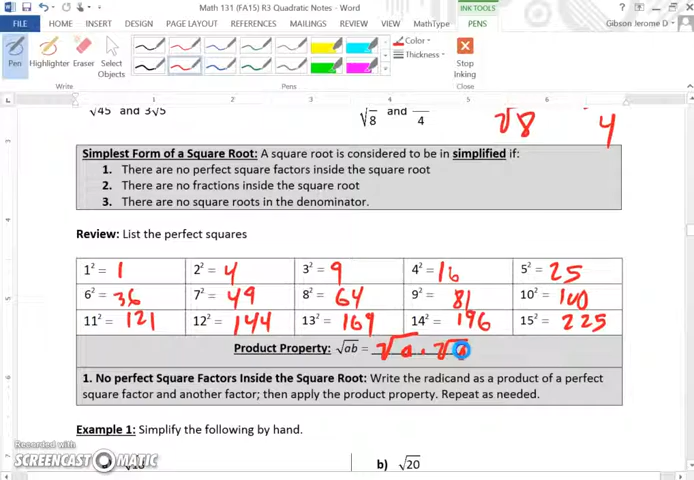 Math 131 (FA15) R3 Quadratic Notes - Word
INK TOOLS
FILE HOME INSERT DESIGN PAGE LAYOUT REFERENCES MAILINGS REVIEW VIEW MathType PENS
Gibson Jerome D
Pen Highlighter Eraser Select Objects
Color
Thickness
Stop Inking
Write Pens Close
√45 and 3√5 √8 and 4 √8 4
Simplest Form of a Square Root: A square root is considered to be in simplified if:
1. There are no perfect square factors inside the square root
2. There are no fractions inside the square root
3. There are no square roots in the denominator.
Review: List the perfect squares
1² = 1 2² = 4 3² = 9 4² = 16 5² = 25
6² = 36 7² = 49 8² = 64 9² = 81 10² = 100
11² = 121 12² = 144 13² = 169 14² = 196 15² = 225
Product Property: √ab = √a · √
1. No perfect Square Factors Inside the Square Root: Write the radicand as a product of a perfect
square factor and another factor; then apply the product property. Repeat as needed.
Example 1: Simplify the following by hand.
b) √20
Recorded with
SCREENCAST MATIC